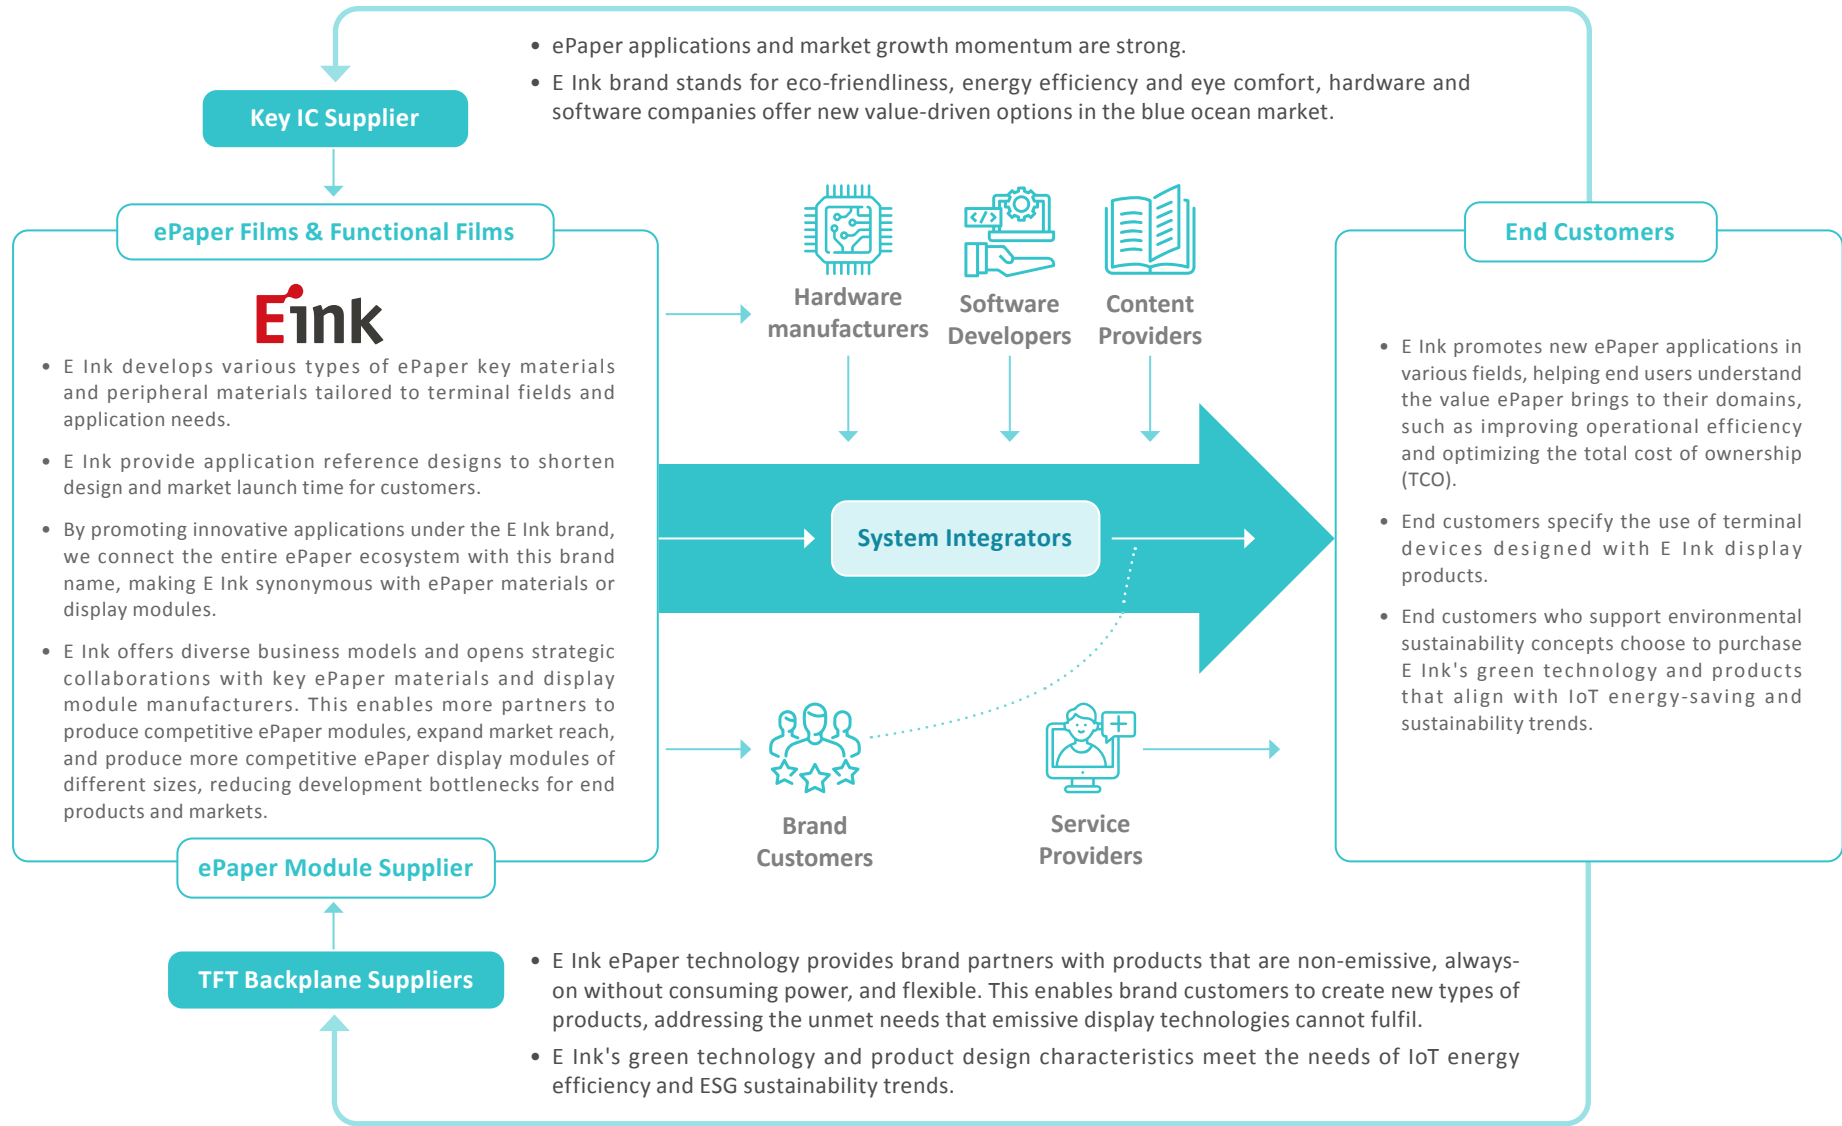 • ePaper applications and market growth momentum are strong.
• E Ink brand stands for eco-friendliness, energy efficiency and eye comfort, hardware and
software companies offer new value-driven options in the blue ocean market.
Key IC Supplier
ePaper Films & Functional Films
E ink
• E Ink develops various types of ePaper key materials
and peripheral materials tailored to terminal fields and
application needs.
• E Ink provide application reference designs to shorten
design and market launch time for customers.
• By promoting innovative applications under the E Ink brand,
we connect the entire ePaper ecosystem with this brand
name, making E Ink synonymous with ePaper materials or
display modules.
• E Ink offers diverse business models and opens strategic
collaborations with key ePaper materials and display
module manufacturers. This enables more partners to
produce competitive ePaper modules, expand market reach,
and produce more competitive ePaper display modules of
different sizes, reducing development bottlenecks for end
products and markets.
ePaper Module Supplier
TFT Backplane Suppliers
</>
Hardware
manufacturers
Software
Developers
Content
Providers
System Integrators
Brand
Customers
Service
Providers
End Customers
• E Ink promotes new ePaper applications in
various fields, helping end users understand
the value ePaper brings to their domains,
such as improving operational efficiency
and optimizing the total cost of ownership
(TCO).
• End customers specify the use of terminal
devices designed with E Ink display
products.
• End customers who support environmental
sustainability concepts choose to purchase
E Ink's green technology and products
that align with IoT energy-saving and
sustainability trends.
• E Ink ePaper technology provides brand partners with products that are non-emissive, always-
on without consuming power, and flexible. This enables brand customers to create new types of
products, addressing the unmet needs that emissive display technologies cannot fulfil.
• E Ink's green technology and product design characteristics meet the needs of IoT energy
efficiency and ESG sustainability trends.